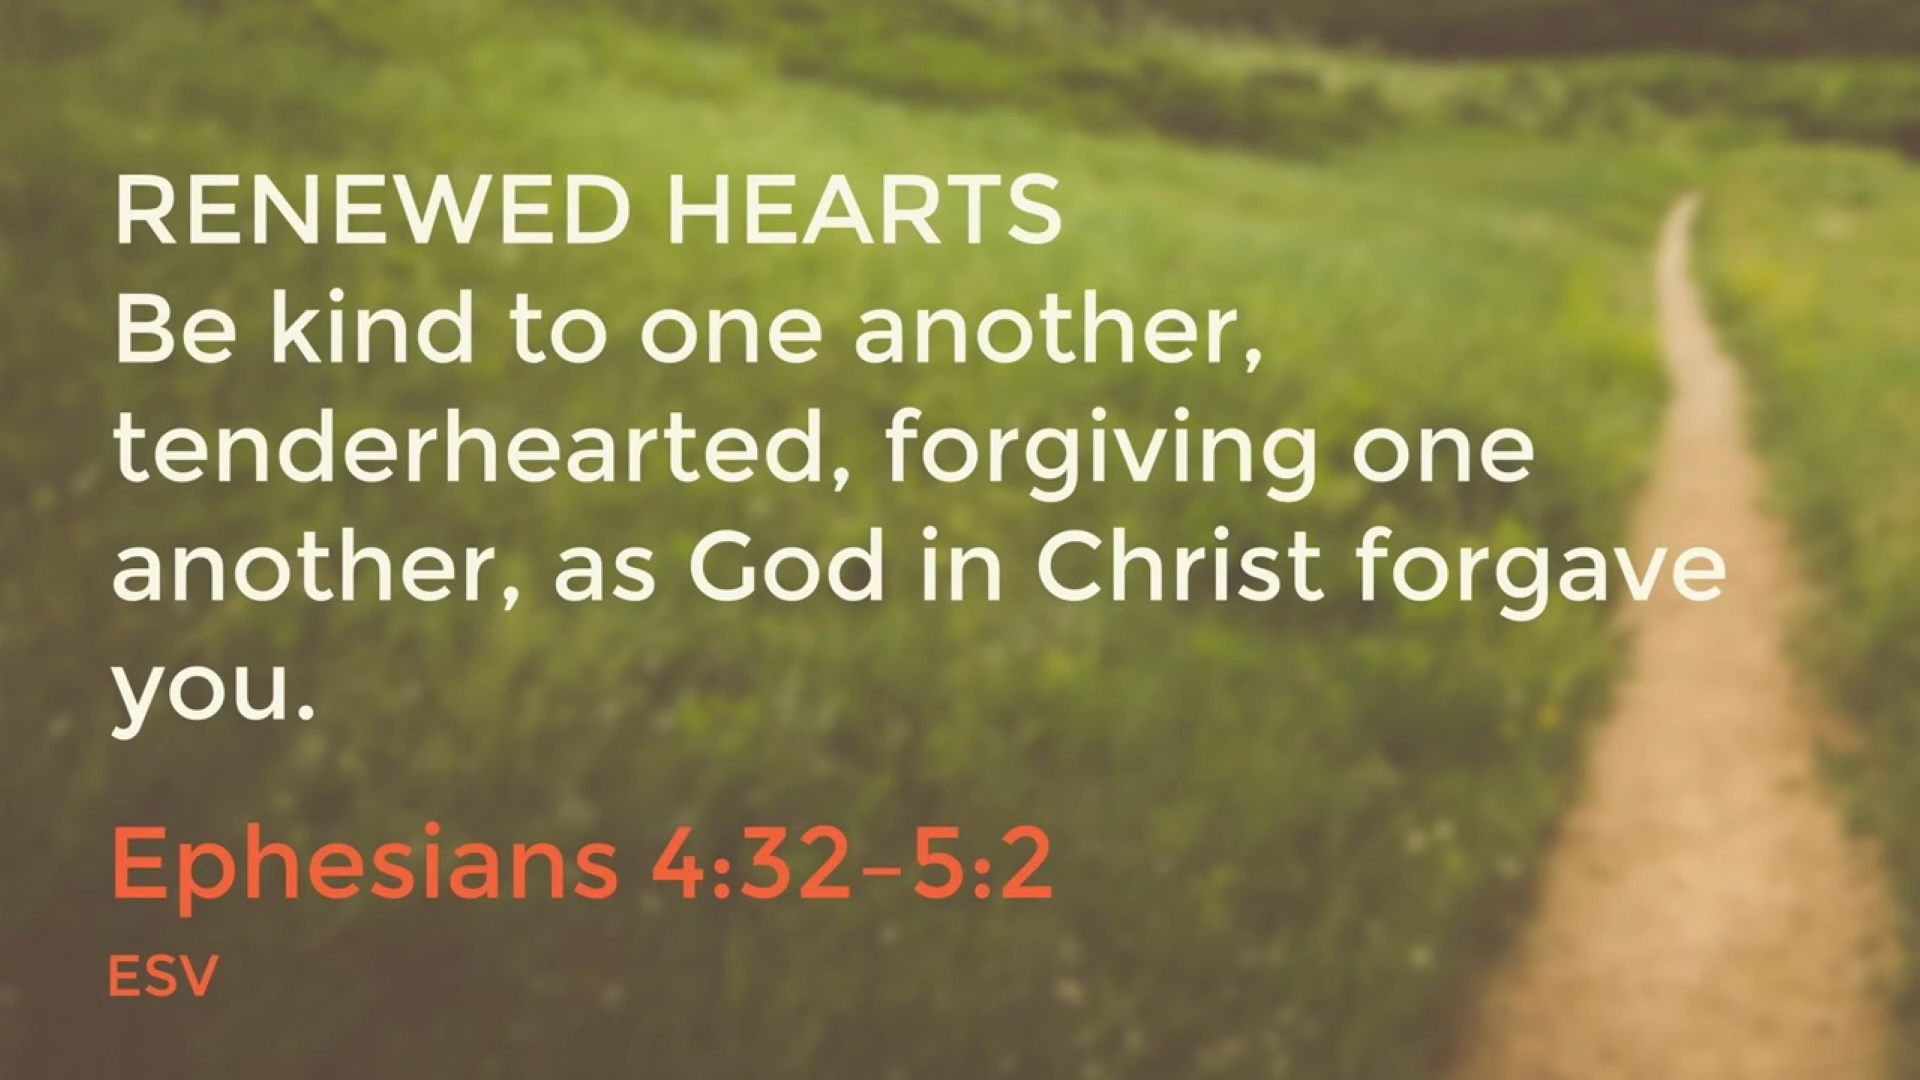 RENEWED HEARTS
Be kind to one another,
tenderhearted, forgiving one
another, as God in Christ forgave
you.
Ephesians 4:32–5:2
ESV